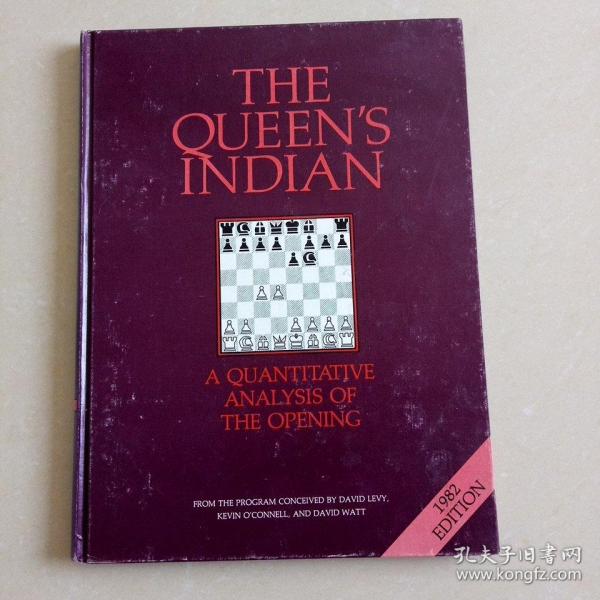 THE
QUEEN'S
INDIAN
A QUANTITATIVE
ANALYSIS OF
THE OPENING
FROM THE PROGRAM CONCEIVED BY DAVID LEVY,
KEVIN O'CONNELL, AND DAVID WATT
1982
EDITION
孔夫子旧书网
www.kongfz.com